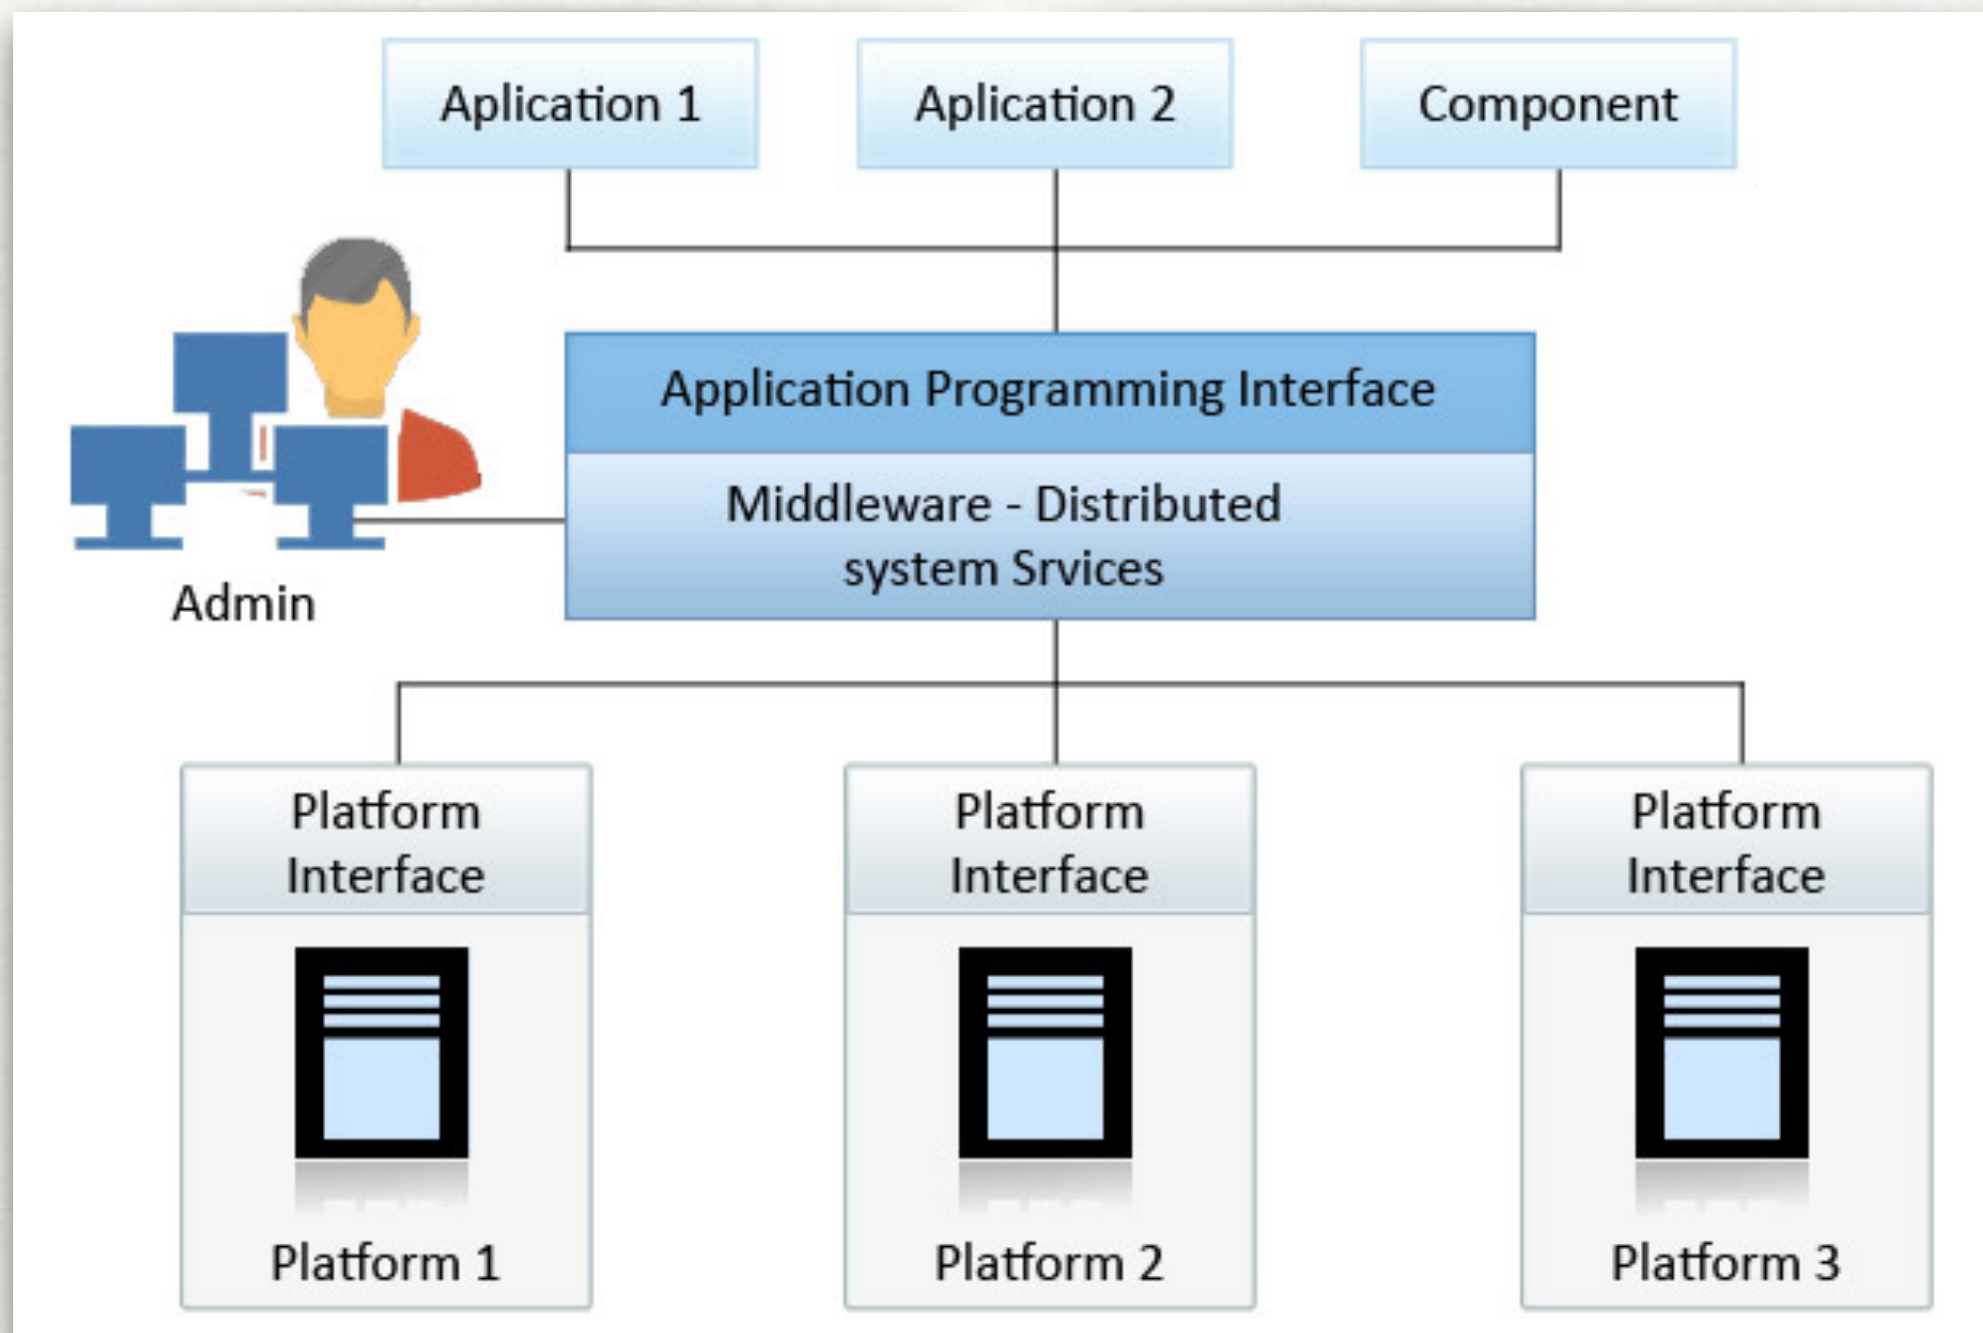 Aplication 1
Aplication 2
Component
Application Programming Interface
Middleware - Distributed
system Srvices
Admin
Platform
Interface
Platform
Interface
Platform
Interface
Platform 1
Platform 2
Platform 3